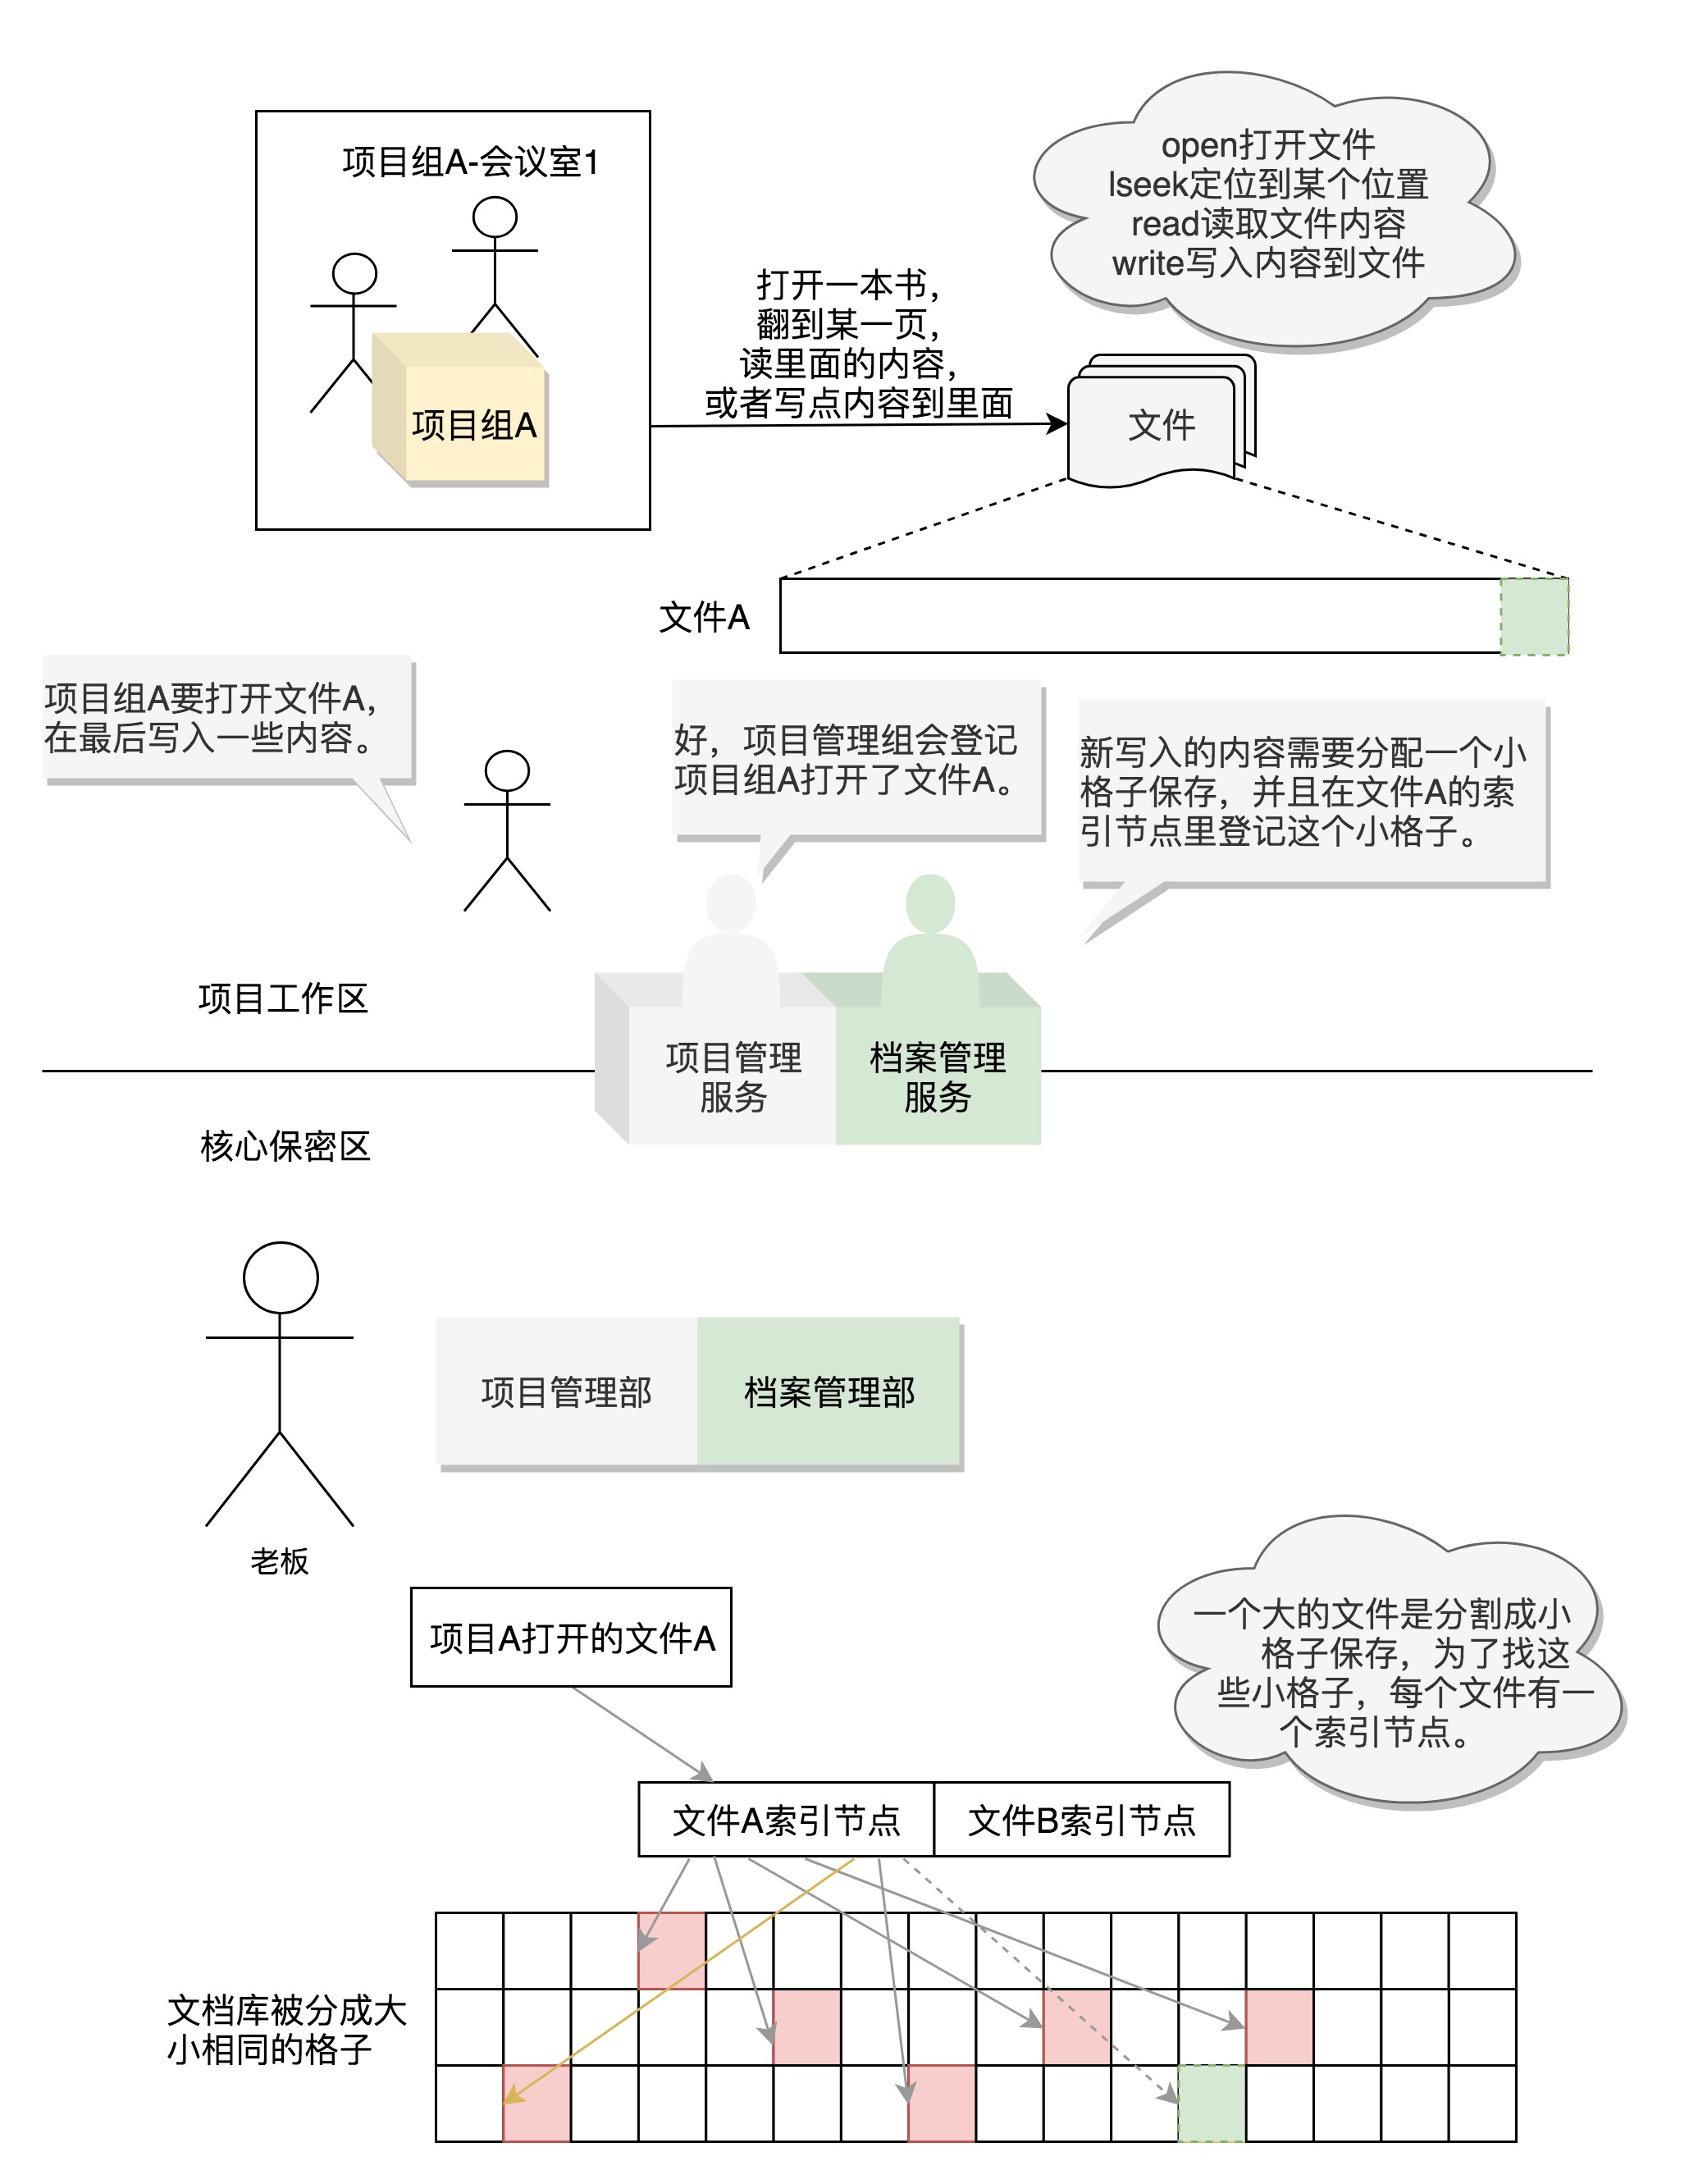 项目组A-会议室1
项目组A
打开一本书，
翻到某一页，
读里面的内容，
或者写点内容到里面
open打开文件
lseek定位到某个位置
read读取文件内容
write写入内容到文件
文件
文件A
项目组A要打开文件A，
在最后写入一些内容。
好，项目管理组会登记
项目组A打开了文件A。
新写入的内容需要分配一个小
格子保存，并且在文件A的索
引节点里登记这个小格子。
项目工作区
项目管理
服务
档案管理
服务
核心保密区
项目管理部
档案管理部
老板
项目A打开的文件A
一个大的文件是分割成小
格子保存，为了找这
些小格子，每个文件有一
个索引节点。
文件A索引节点
文件B索引节点
文档库被分成大
小相同的格子